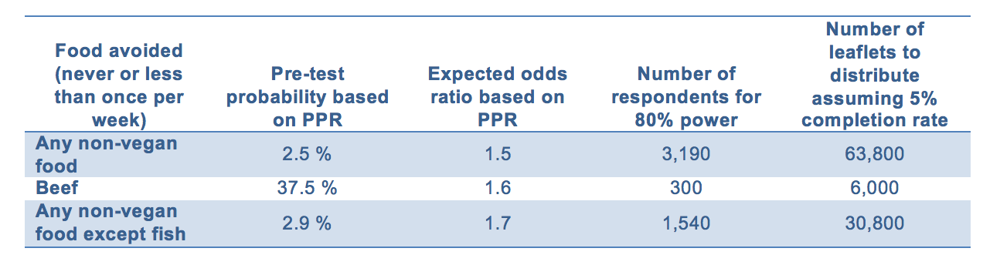 Food avoided (never or less than once per week)
Pre-test probability based on PPR
Expected odds ratio based on PPR
Number of respondents for 80% power
Number of leaflets to distribute assuming 5% completion rate
Any non-vegan food
2.5 %
1.5
3,190
63,800
Beef
37.5 %
1.6
300
6,000
Any non-vegan food except fish
2.9 %
1.7
1,540
30,800